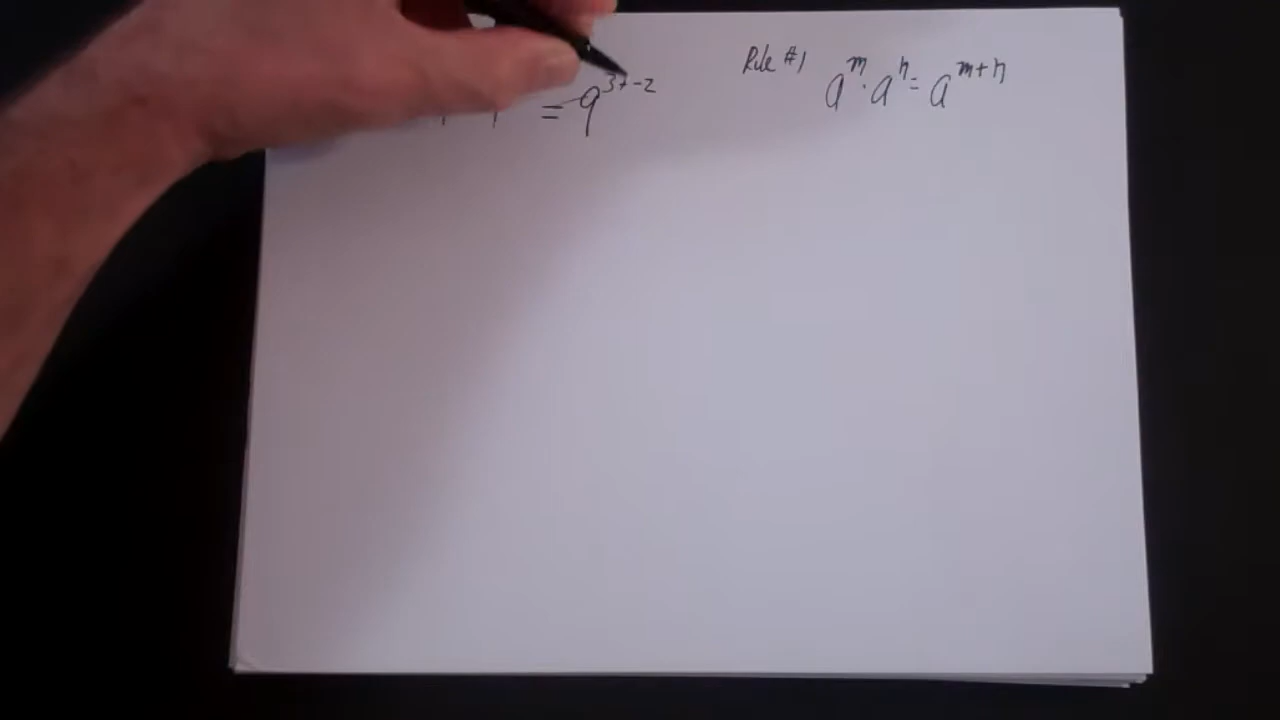 = 9^{3+-2}
Rule #1 a^m · a^n = a^{m+n}